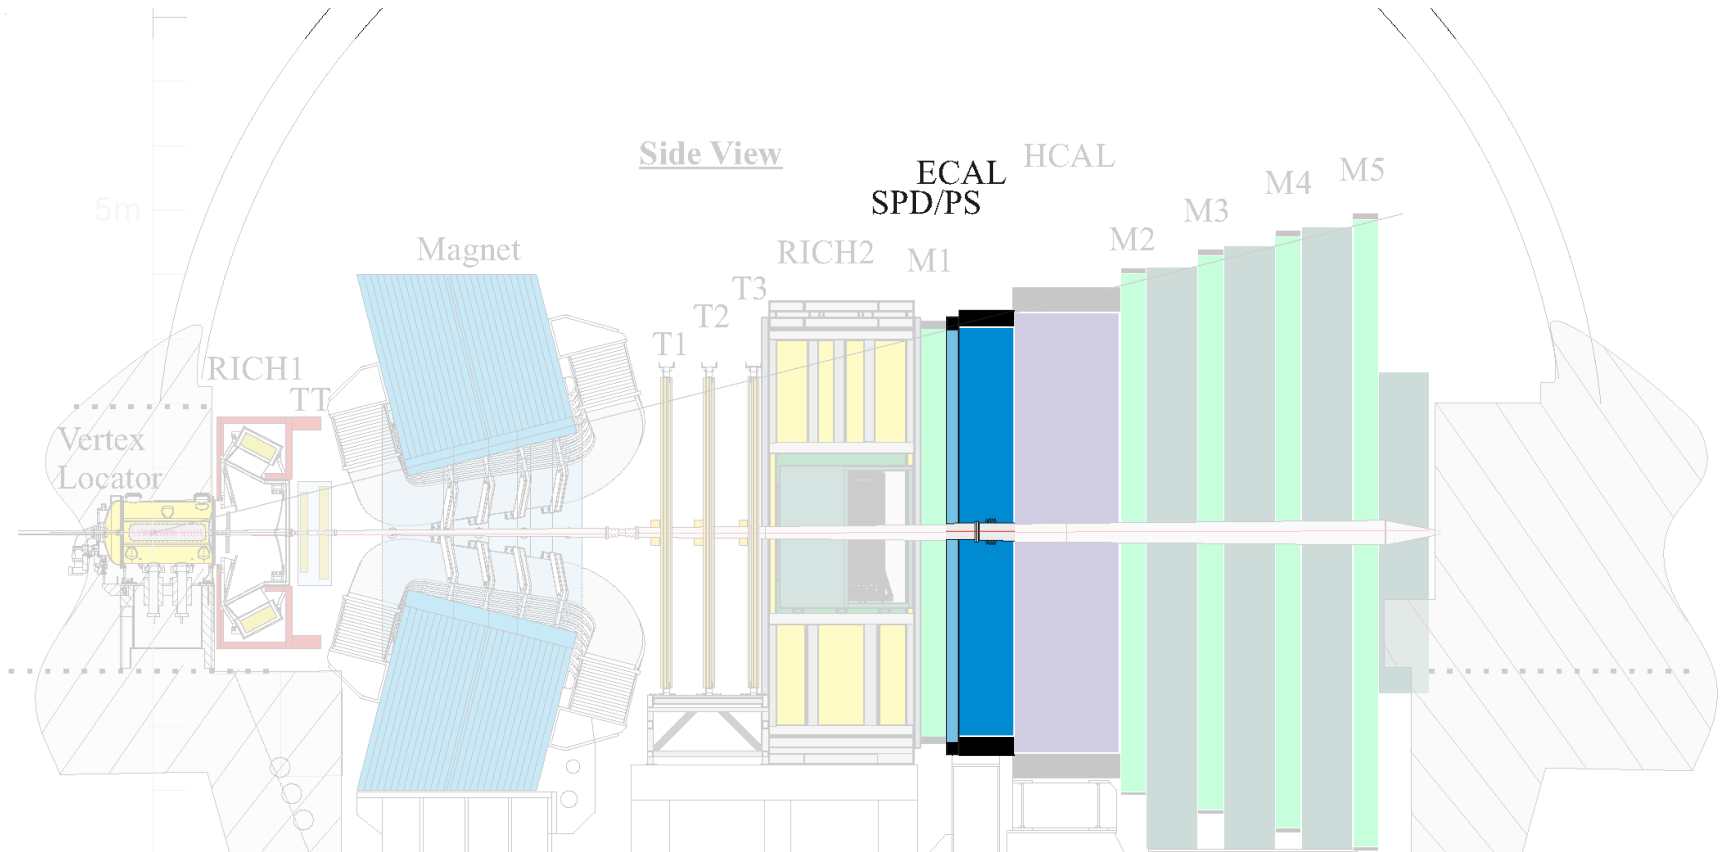 Side View
ECAL
HCAL
SPD/PS
M5
M4
M3
5m
M2
Magnet
RICH2
M1
T3
T2
T1
RICH1
TT
Vertex
Locator